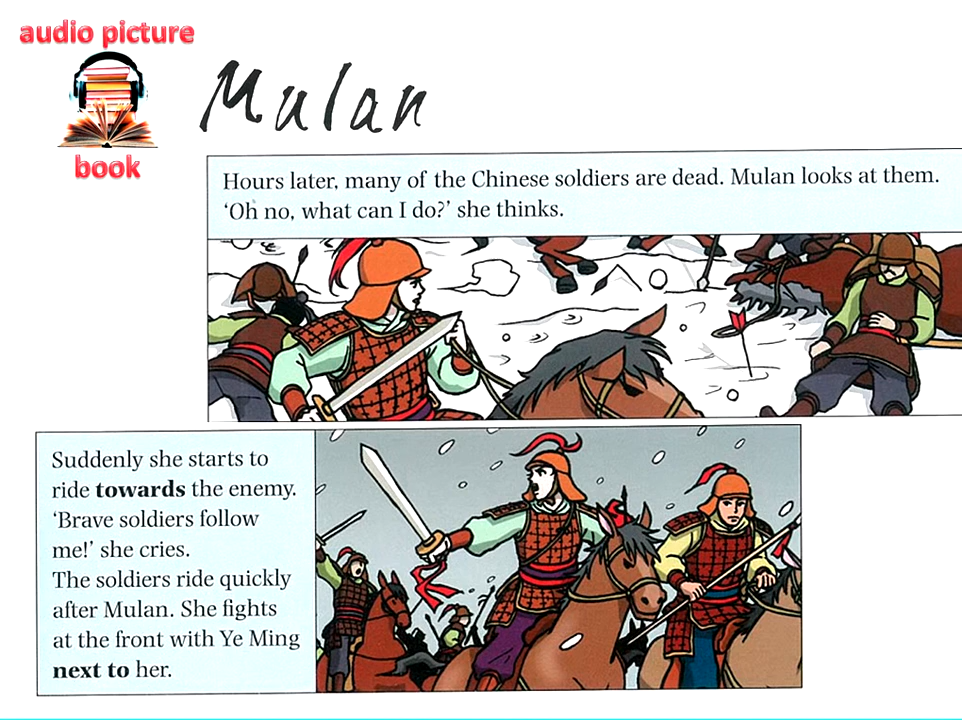 audio picture
book
Mulan
Hours later, many of the Chinese soldiers are dead. Mulan looks at them.
‘Oh no, what can I do?’ she thinks.
Suddenly she starts to
ride towards the enemy.
‘Brave soldiers follow
me!’ she cries.
The soldiers ride quickly
after Mulan. She fights
at the front with Ye Ming
next to her.